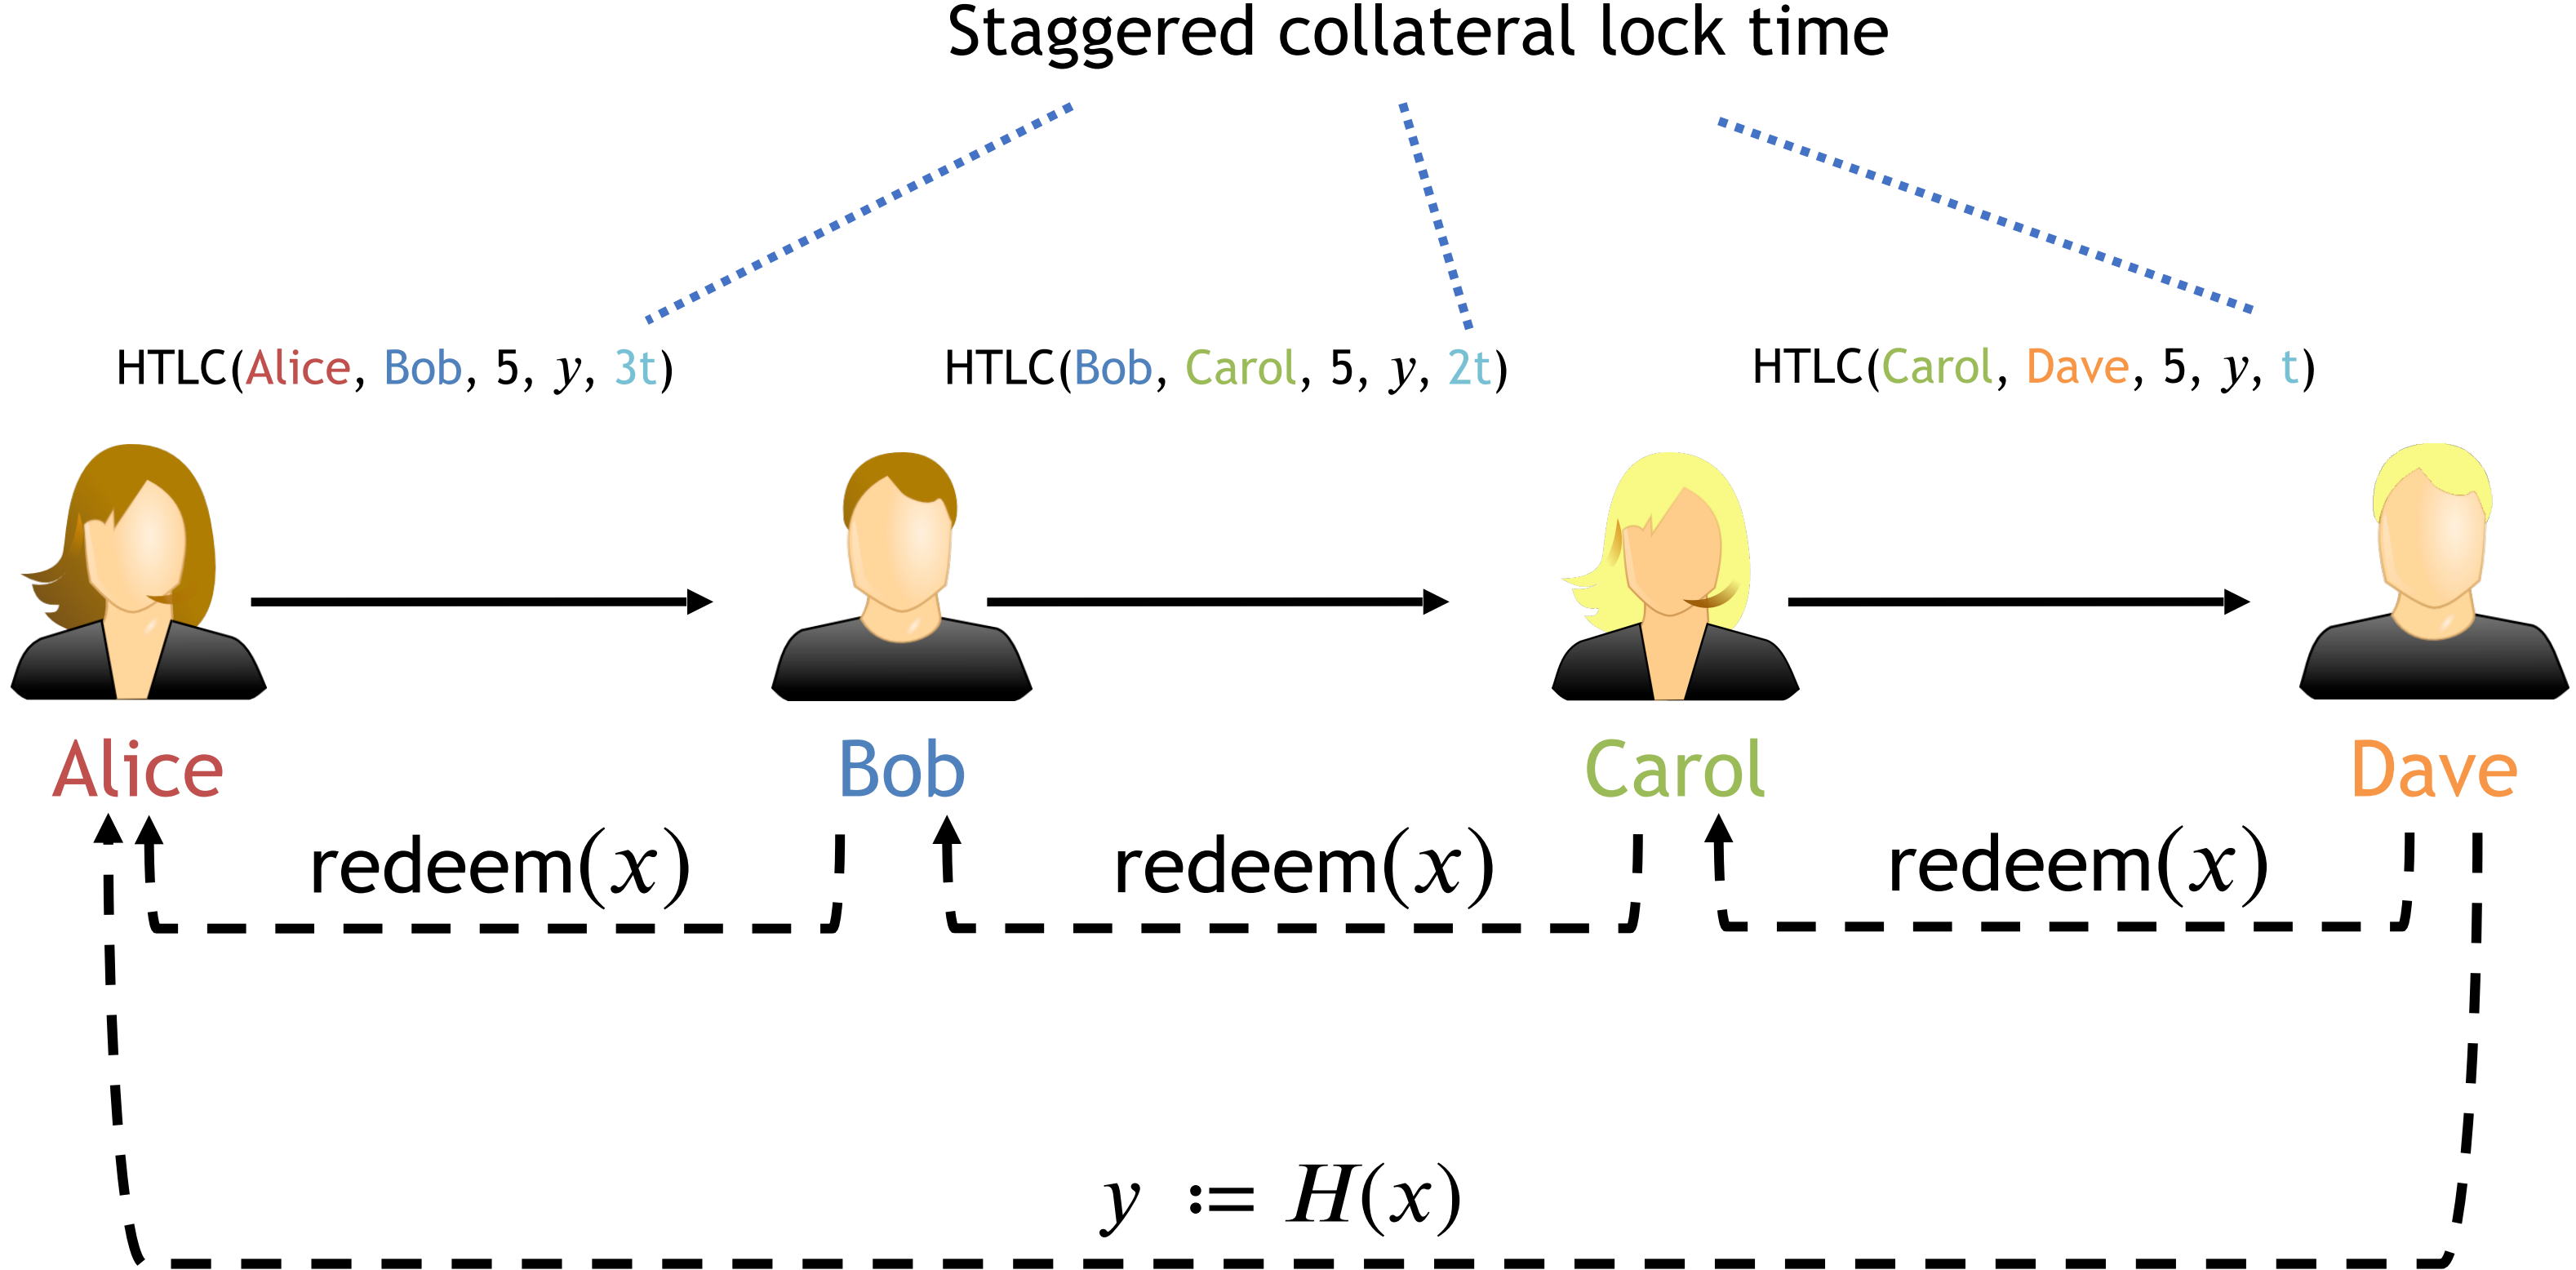 Staggered collateral lock time
HTLC(Alice, Bob, 5, y, 3t)
HTLC(Bob, Carol, 5, y, 2t)
HTLC(Carol, Dave, 5, y, t)
Alice
Bob
Carol
Dave
redeem(x)
redeem(x)
redeem(x)
y := H(x)